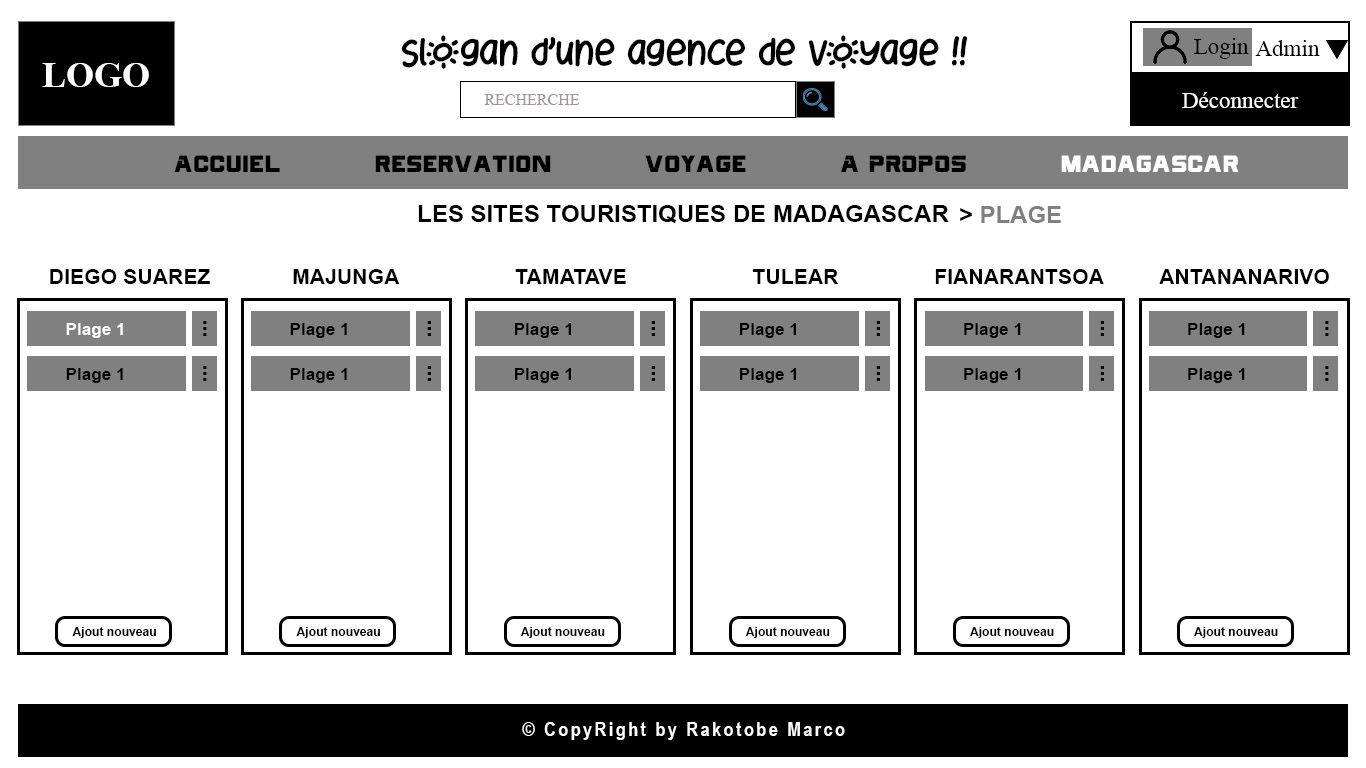 LOGO
slogan d'une agence de voyage !!
RECHERCHE
Login Admin
Déconnecter
ACCUIEL RESERVATION VOYAGE A PROPOS MADAGASCAR
LES SITES TOURISTIQUES DE MADAGASCAR > PLAGE
DIEGO SUAREZ MAJUNGA TAMATAVE TULEAR FIANARANTSOA ANTANANARIVO
Plage 1 Plage 1 Plage 1 Plage 1 Plage 1 Plage 1
Plage 1 Plage 1 Plage 1 Plage 1 Plage 1 Plage 1
Ajout nouveau Ajout nouveau Ajout nouveau Ajout nouveau Ajout nouveau Ajout nouveau
© CopyRight by Rakotobe Marco